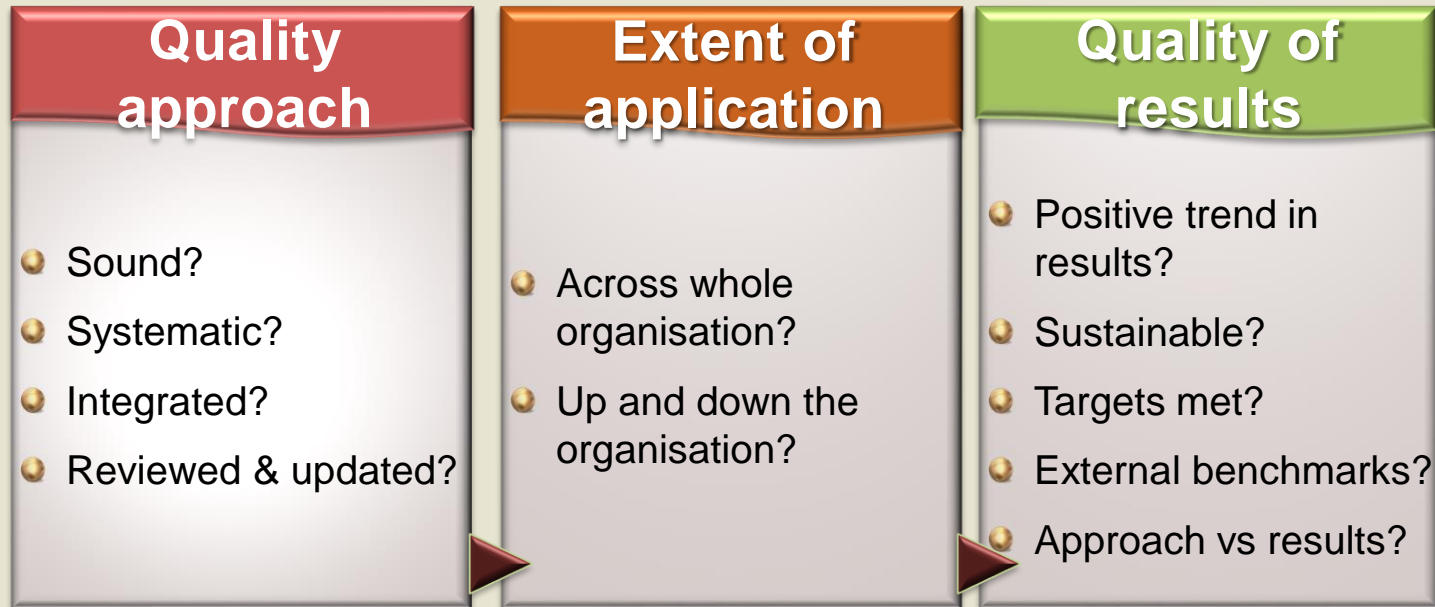 Quality
approach
Sound?
Systematic?
Integrated?
Reviewed & updated?
Extent of
application
Across whole
organisation?
Up and down the
organisation?
Quality of
results
Positive trend in
results?
Sustainable?
Targets met?
External benchmarks?
Approach vs results?